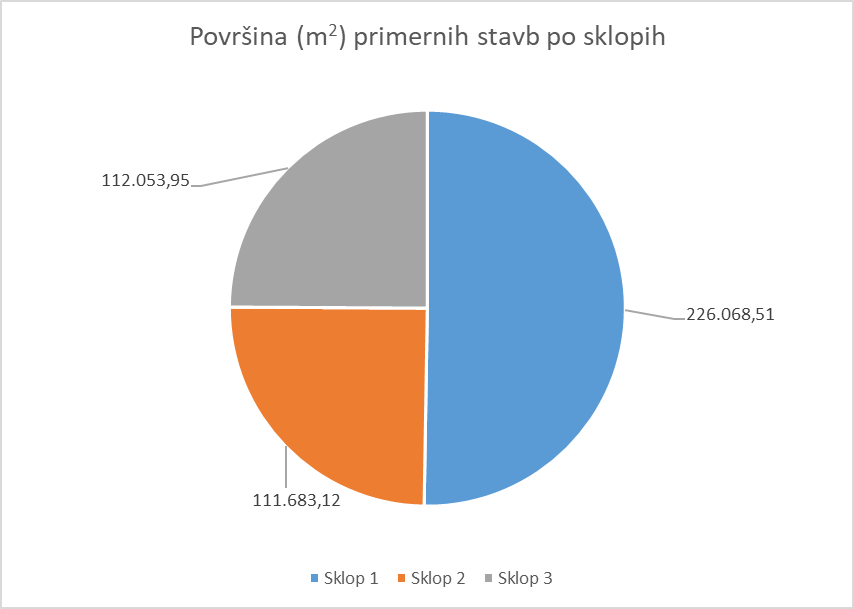 Površina (m²) primernih stavb po sklopih
112.053,95
226.068,51
111.683,12
Sklop 1 Sklop 2 Sklop 3